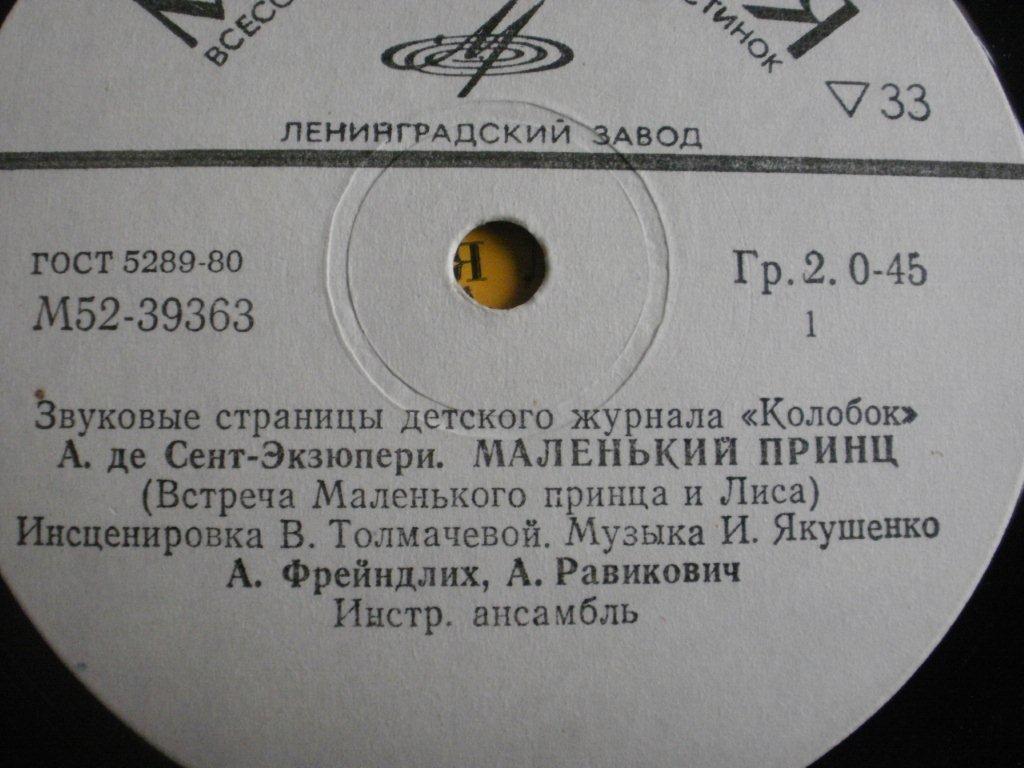 ЛЕНИНГРАДСКИЙ ЗАВОД
▽33
ГОСТ 5289-80
М52-39363
Я
Гр. 2. 0-45
1
Звуковые страницы детского журнала «Колобок»
А. де Сент-Экзюпери. МАЛЕНЬКИЙ ПРИНЦ
(Встреча Маленького принца и Лиса)
Инсценировка В. Толмачевой. Музыка И. Якушенко
А. Фрейндлих, А. Равикович
Инстр. ансамбль